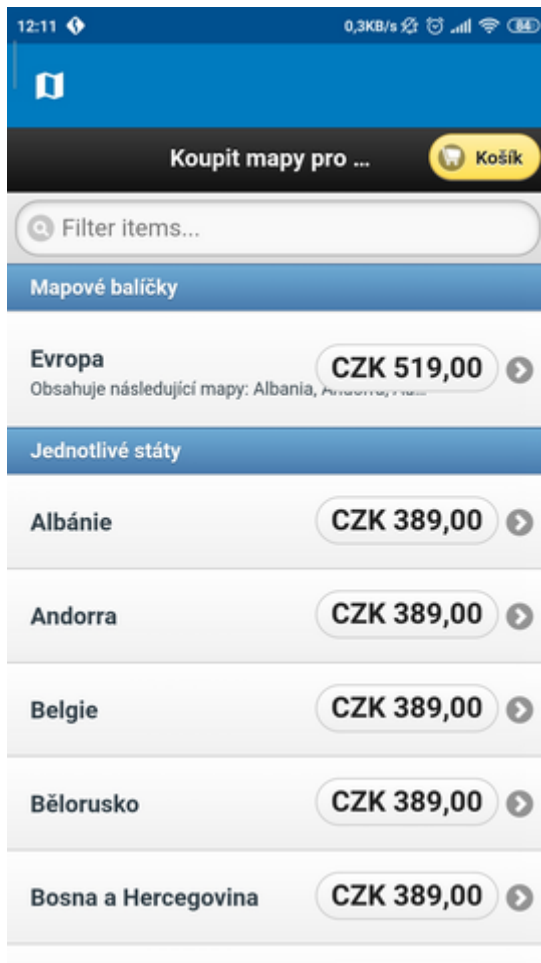 12:11 0,3KB/s 84
Koupit mapy pro ... Košík
Filter items...
Mapové balíčky
Evropa CZK 519,00
Obsahuje následující mapy: Albania, Andorra, Au...
Jednotlivé státy
Albánie CZK 389,00
Andorra CZK 389,00
Belgie CZK 389,00
Bělorusko CZK 389,00
Bosna a Hercegovina CZK 389,00